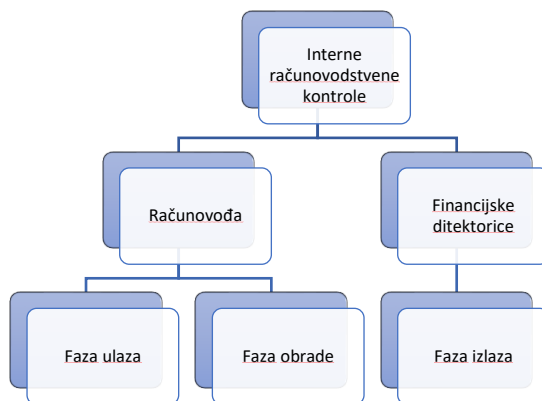 Interne
računovodstvene
kontrole
Računovođa
Financijske
ditektorice
Faza ulaza
Faza obrade
Faza izlaza